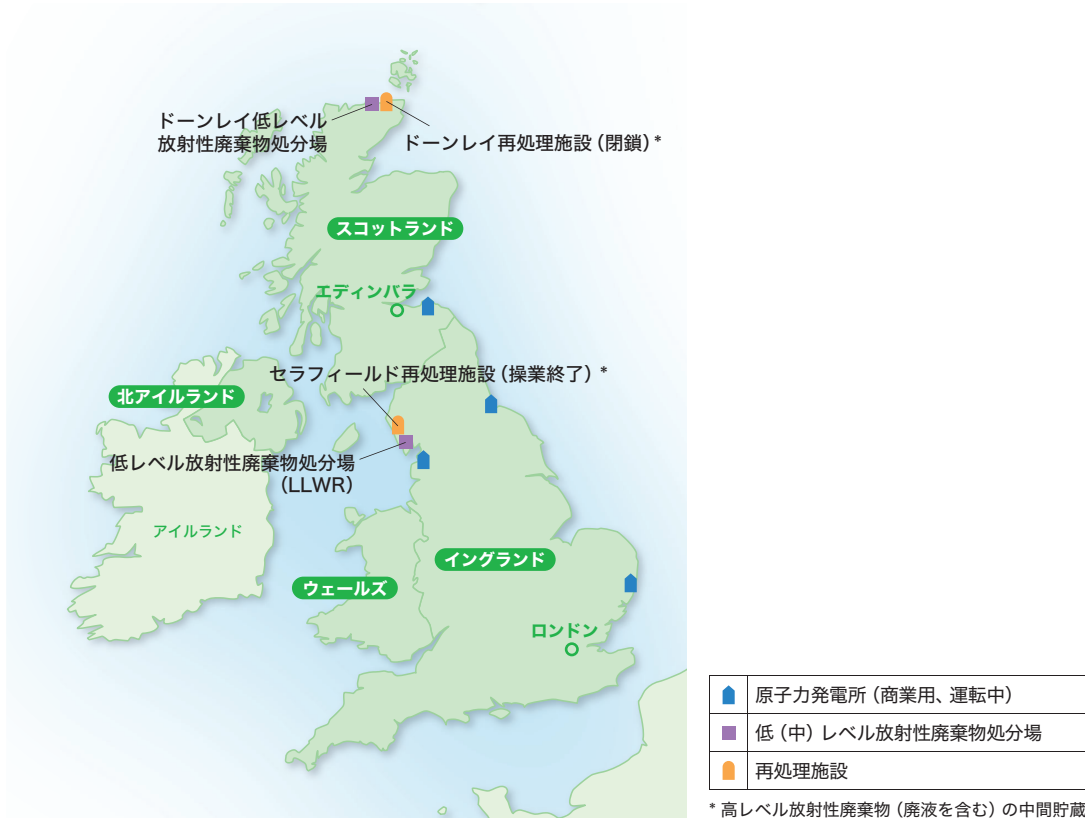 ドーンレイ低レベル
放射性廃棄物処分場
ドーンレイ再処理施設（閉鎖）*
スコットランド
エディンバラ
セラフィールド再処理施設（操業終了）*
北アイルランド
低レベル放射性廃棄物処分場
（LLWR）
アイルランド
イングランド
ウェールズ
ロンドン
原子力発電所（商業用、運転中）
低（中）レベル放射性廃棄物処分場
再処理施設
* 高レベル放射性廃棄物（廃液を含む）の中間貯蔵